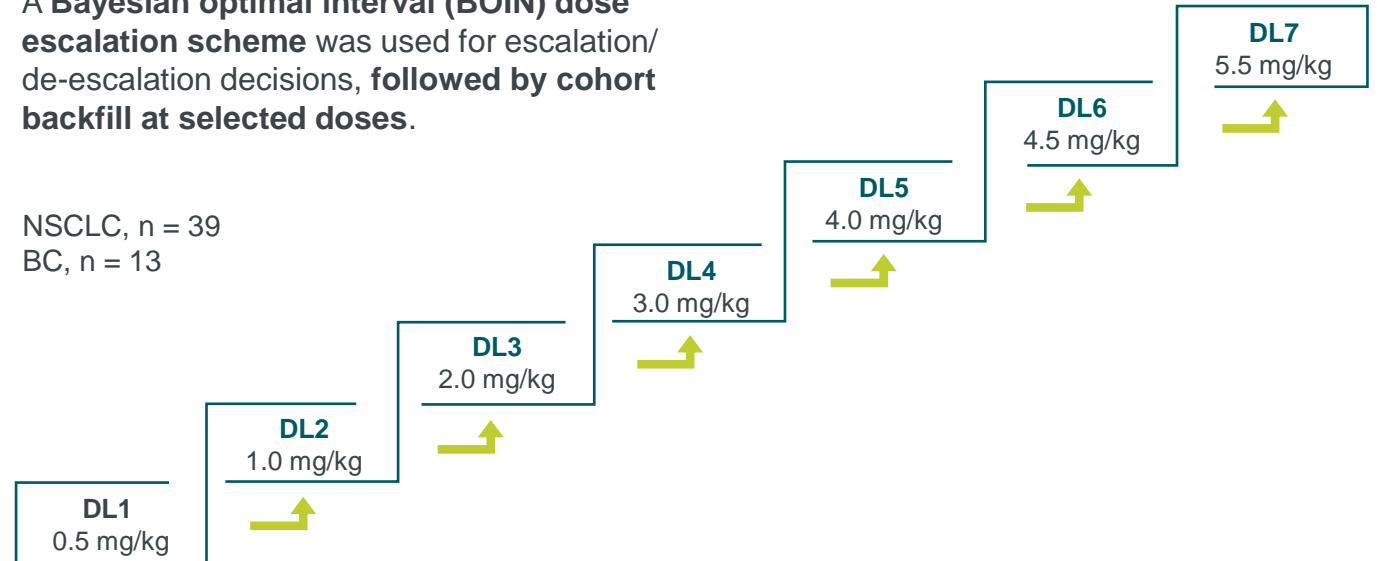 A Bayesian optimal interval (BOIN) dose
escalation scheme was used for escalation/
de-escalation decisions, followed by cohort
backfill at selected doses.
NSCLC, n = 39
BC, n = 13
DL7
5.5 mg/kg
DL6
4.5 mg/kg
DL5
4.0 mg/kg
DL4
3.0 mg/kg
DL3
2.0 mg/kg
DL2
1.0 mg/kg
DL1
0.5 mg/kg